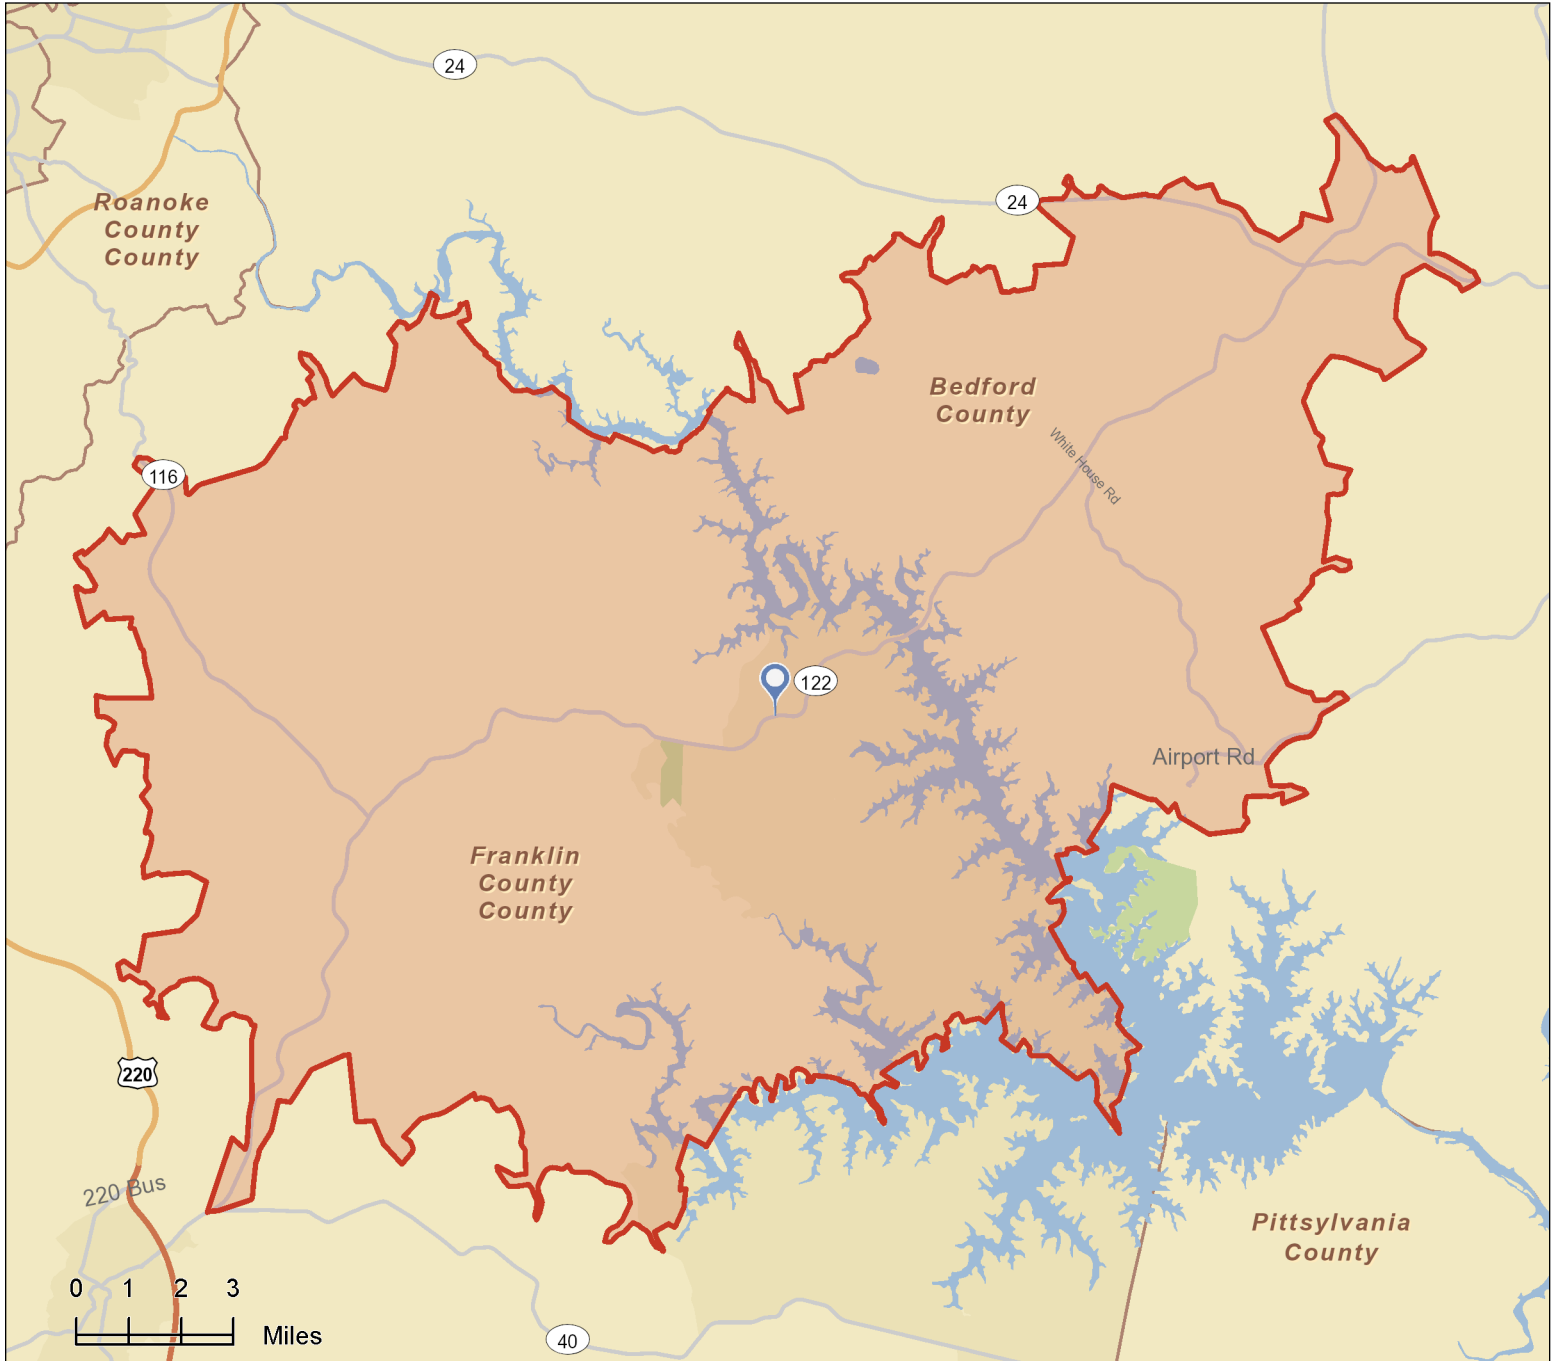 24
24
Roanoke
County
County
Bedford
County
White House Rd
116
122
Airport Rd
Franklin
County
County
220
220 Bus
Pittsylvania
County
0 1 2 3
Miles
40